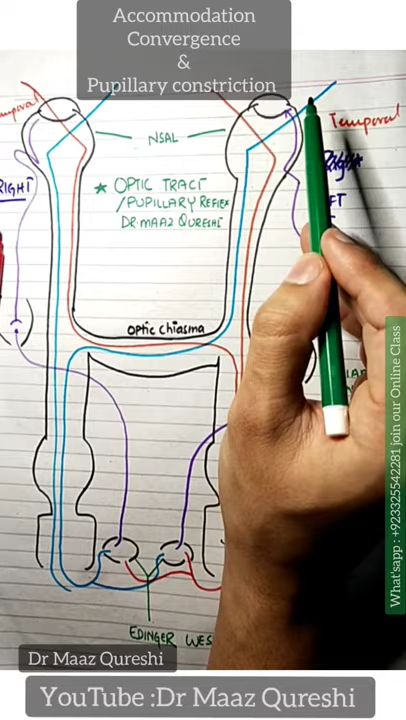 Accommodation
Convergence
&
Pupillary constriction
Temporal
NSAL
RIGHT
★ OPTIC TRACT
/PUPILLARY REFLEX
DR.MAAZ QURESHI
Optic Chiasma
EDINGER WES
Dr Maaz Qureshi
What'sapp : +923325542281 join our Online Class
YouTube :Dr Maaz Qureshi